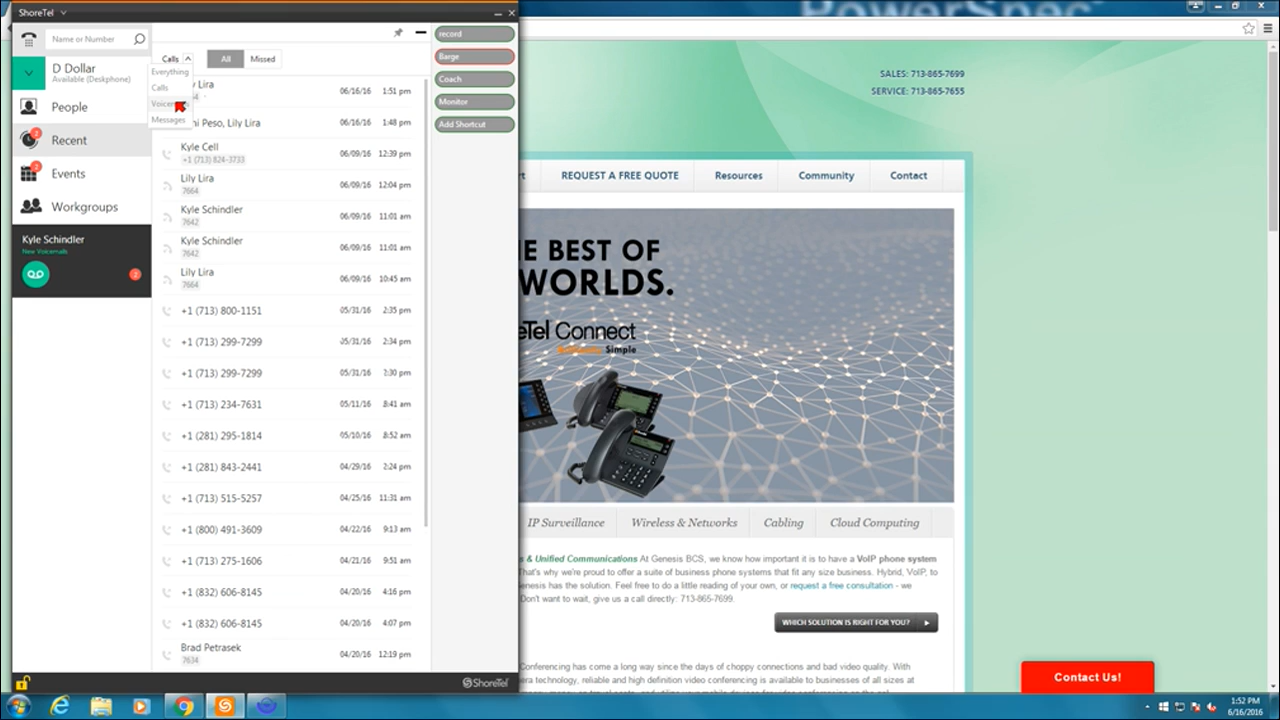 ShoreTel
Name or Number
D Dollar
Available (Deskphone)
People
2
Recent
2
Events
Workgroups
Kyle Schindler
New Voicemails
2
Calls
All
Missed
Everything
Calls
Messages
Lira
06/16/16 1:51 pm
Peso, Lily Lira
06/16/16 1:48 pm
Kyle Cell
+1 (713) 824-3733
06/09/16 12:39 pm
Lily Lira
7664
06/09/16 12:04 pm
Kyle Schindler
7642
06/09/16 11:01 am
Kyle Schindler
7642
06/09/16 11:01 am
Lily Lira
7664
06/09/16 10:45 am
+1 (713) 800-1151 05/31/16 2:35 pm
+1 (713) 299-7299 05/31/16 2:34 pm
+1 (713) 299-7299 05/31/16 2:30 pm
+1 (713) 234-7631 05/11/16 8:41 am
+1 (281) 295-1814 05/10/16 8:52 am
+1 (281) 843-2441 04/29/16 2:24 pm
+1 (713) 515-5257 04/25/16 11:31 am
+1 (800) 491-3609 04/22/16 9:13 am
+1 (713) 275-1606 04/21/16 9:51 am
+1 (832) 606-8145 04/20/16 4:16 pm
+1 (832) 606-8145 04/20/16 4:07 pm
Brad Petrasek
7634
04/20/16 12:19 pm
ShoreTel
record
Barge
Coach
Monitor
Add Shortcut
PowerSpec
SALES: 713-865-7699
SERVICE: 713-865-7655
rt REQUEST A FREE QUOTE Resources Community Contact
HE BEST OF
WORLDS.
eTel Connect
Simple
IP Surveillance Wireless & Networks Cabling Cloud Computing
s & Unified Communications At Genesis BCS, we know how important it is to have a VoIP phone system
That's why we're proud to offer a suite of business phone systems that fit any size business. Hybrid, VoIP, to
Genesis has the solution. Feel free to do a little reading of your own, or request a free consultation - we
Don't want to wait, give us a call directly: 713-865-7699.
WHICH SOLUTION IS RIGHT FOR YOU?
Conferencing has come a long way since the days of choppy connections and bad video quality. With
era technology, reliable and high definition video conferencing is available to businesses of all sizes at
Contact Us!
1:52 PM
6/16/2016